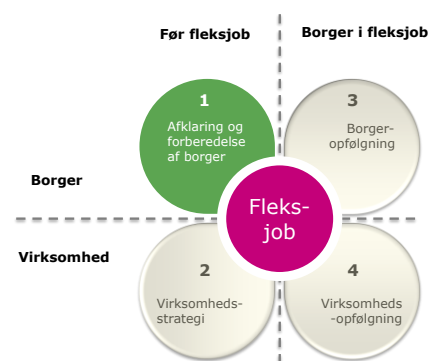 Før fleksjob
Borger i fleksjob
1
Afklaring og
forberedelse
af borger
3
Borger-
opfølgning
Borger
Fleks-
job
Virksomhed
2
Virksomheds-
strategi
4
Virksomheds
-opfølgning